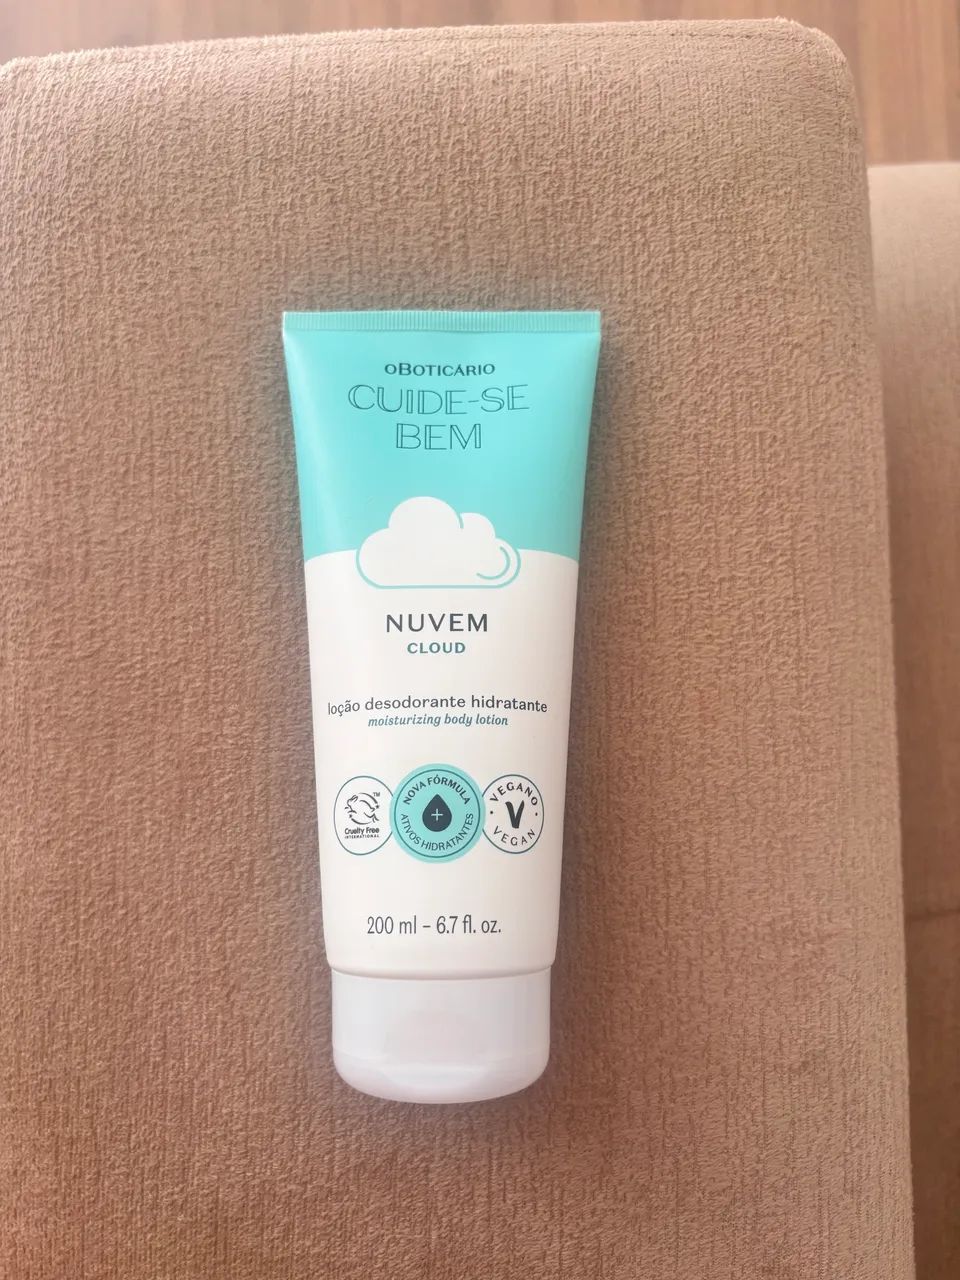 oBOTICÁRIO
CUIDE-SE
BEM
NUVEM
CLOUD
loção desodorante hidratante
moisturizing body lotion
TM
Cruelty Free
INTERNATIONAL
NOVA FÓRMULA
ATIVOS HIDRATANTES
VEGANO
V
VEGAN
200 ml – 6.7 fl. oz.